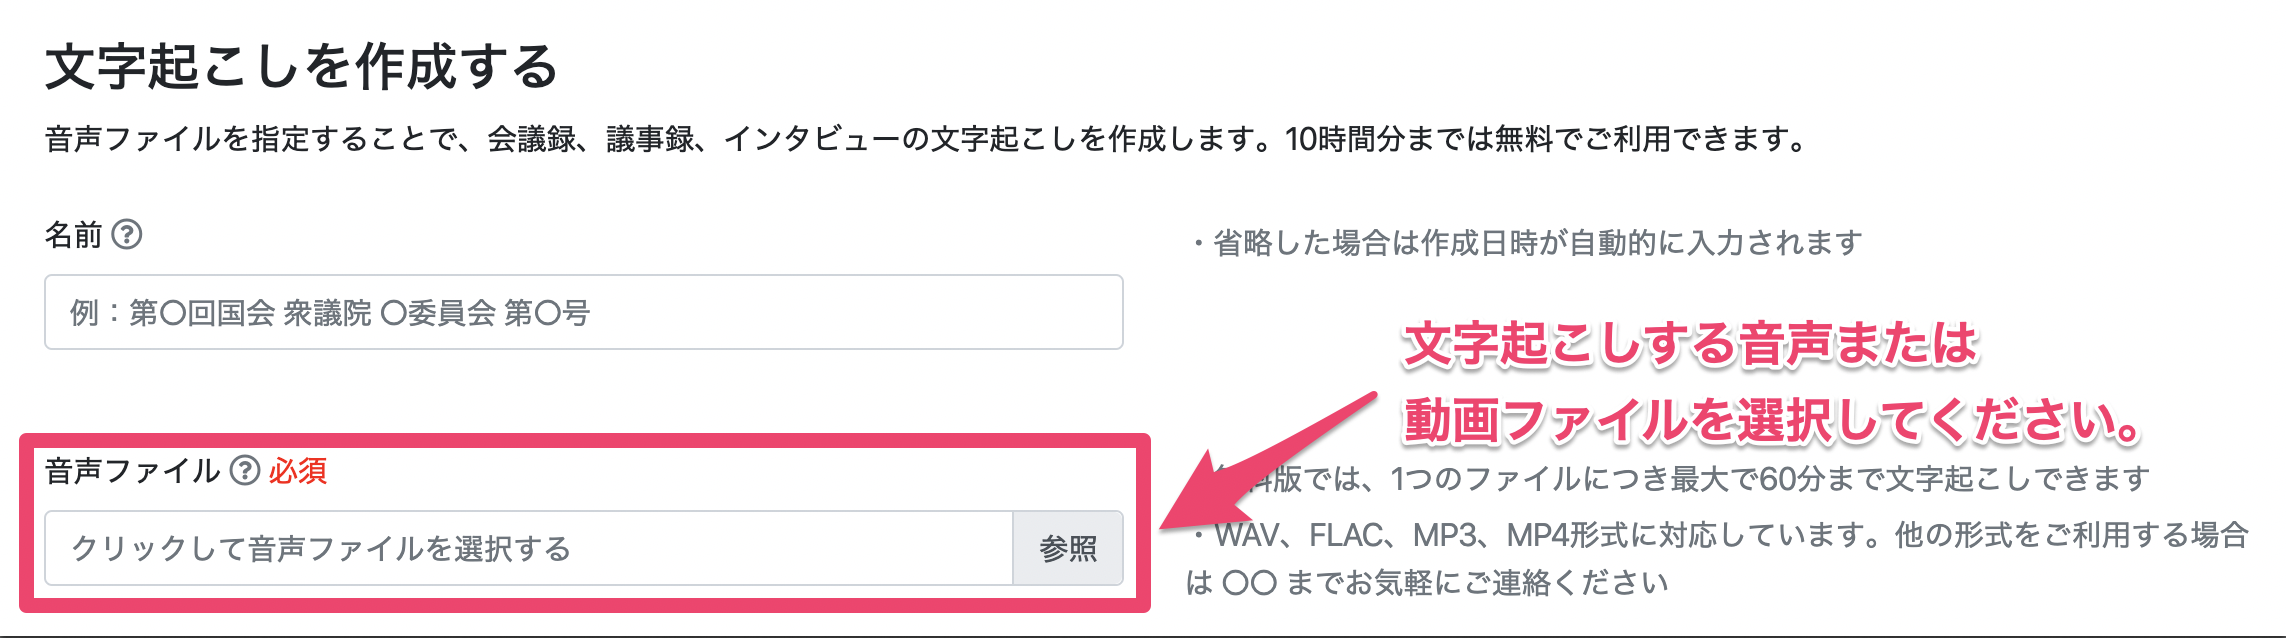 文字起こしを作成する
音声ファイルを指定することで、会議録、議事録、インタビューの文字起こしを作成します。10時間分までは無料でご利用できます。
名前 ?
・省略した場合は作成日時が自動的に入力されます
例：第〇回国会 衆議院 〇委員会 第〇号
文字起こしする音声または
動画ファイルを選択してください。
音声ファイル ? 必須
版では、1つのファイルにつき最大で60分まで文字起こしできます
クリックして音声ファイルを選択する 参照
・WAV、FLAC、MP3、MP4形式に対応しています。他の形式をご利用する場合
は 〇〇 までお気軽にご連絡ください